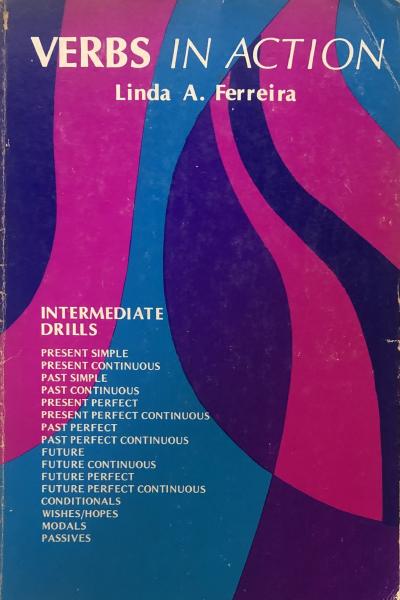 VERBS IN ACTION
Linda A. Ferreira
INTERMEDIATE
DRILLS
PRESENT SIMPLE
PRESENT CONTINUOUS
PAST SIMPLE
PAST CONTINUOUS
PRESENT PERFECT
PRESENT PERFECT CONTINUOUS
PAST PERFECT
PAST PERFECT CONTINUOUS
FUTURE
FUTURE CONTINUOUS
FUTURE PERFECT
FUTURE PERFECT CONTINUOUS
CONDITIONALS
WISHES/HOPES
MODALS
PASSIVES